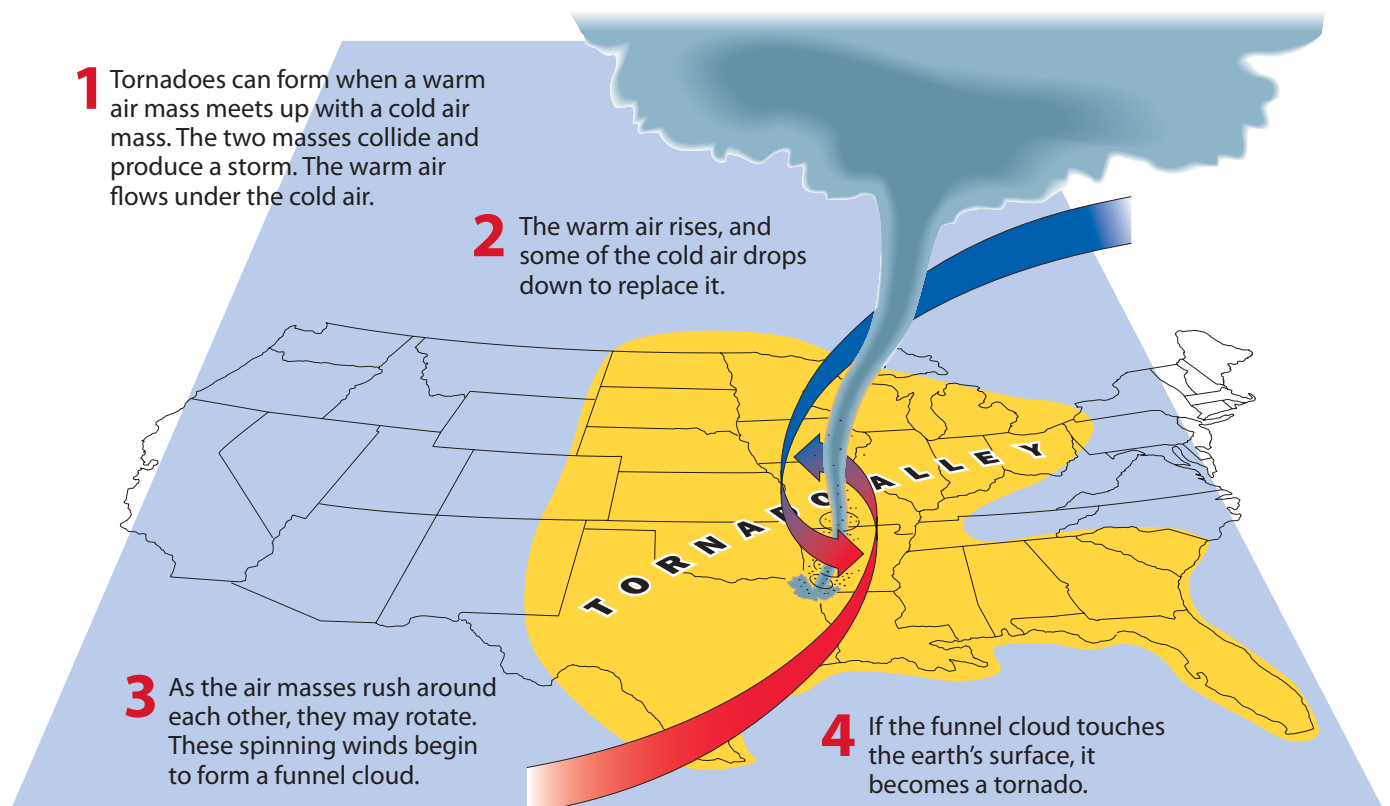 1 Tornadoes can form when a warm
air mass meets up with a cold air
mass. The two masses collide and
produce a storm. The warm air
flows under the cold air.
2 The warm air rises, and
some of the cold air drops
down to replace it.
TORNADO ALLEY
3 As the air masses rush around
each other, they may rotate.
These spinning winds begin
to form a funnel cloud.
4 If the funnel cloud touches
the earth's surface, it
becomes a tornado.